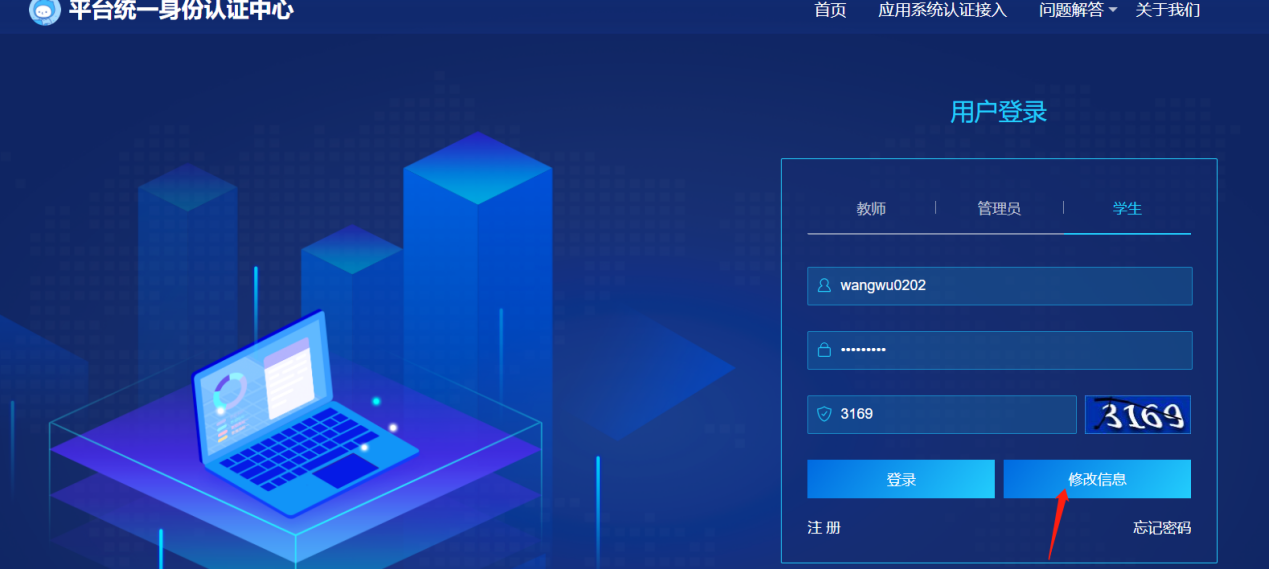 平台统一身份认证中心
首页 应用系统认证接入 问题解答 关于我们
用户登录
教师 管理员 学生
wangwu0202
•••••••••
3169 3169
登录 修改信息
注 册 忘记密码